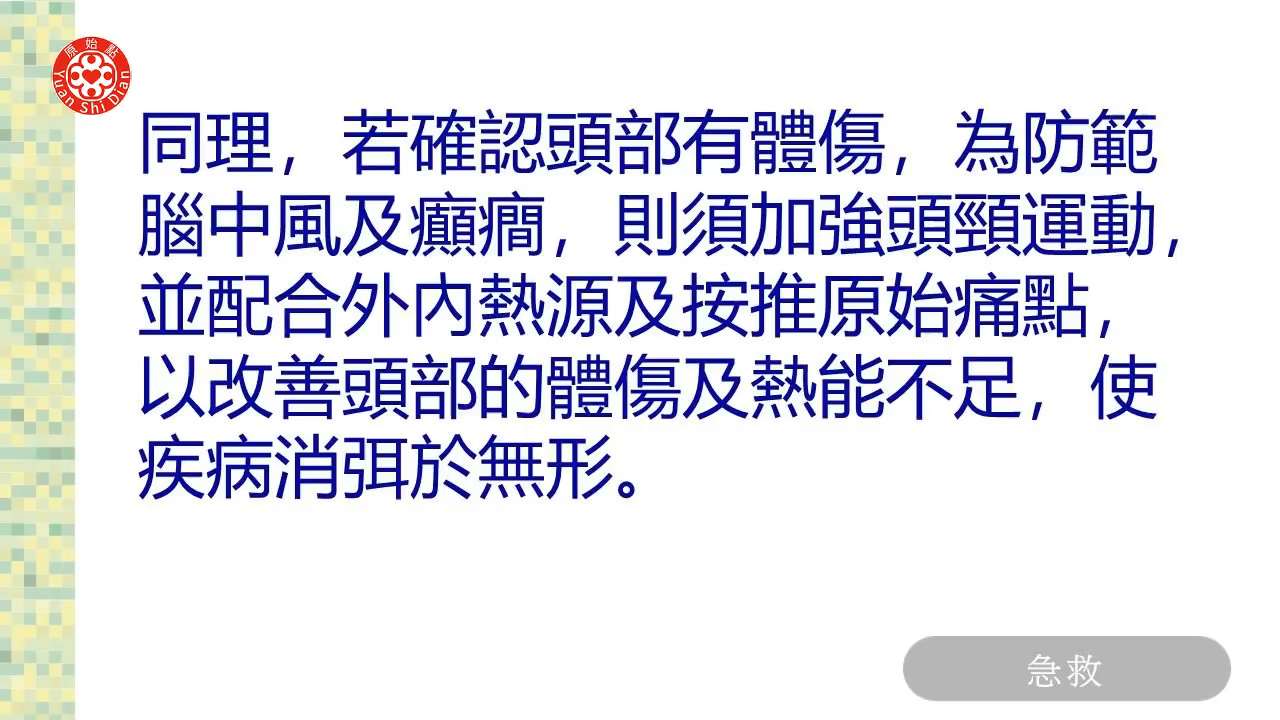 原始點
Yuan Shi Dian
同理，若確認頭部有體傷，為防範
腦中風及癲癇，則須加強頭頸運動，
並配合外內熱源及按推原始痛點，
以改善頭部的體傷及熱能不足，使
疾病消弭於無形。
急救